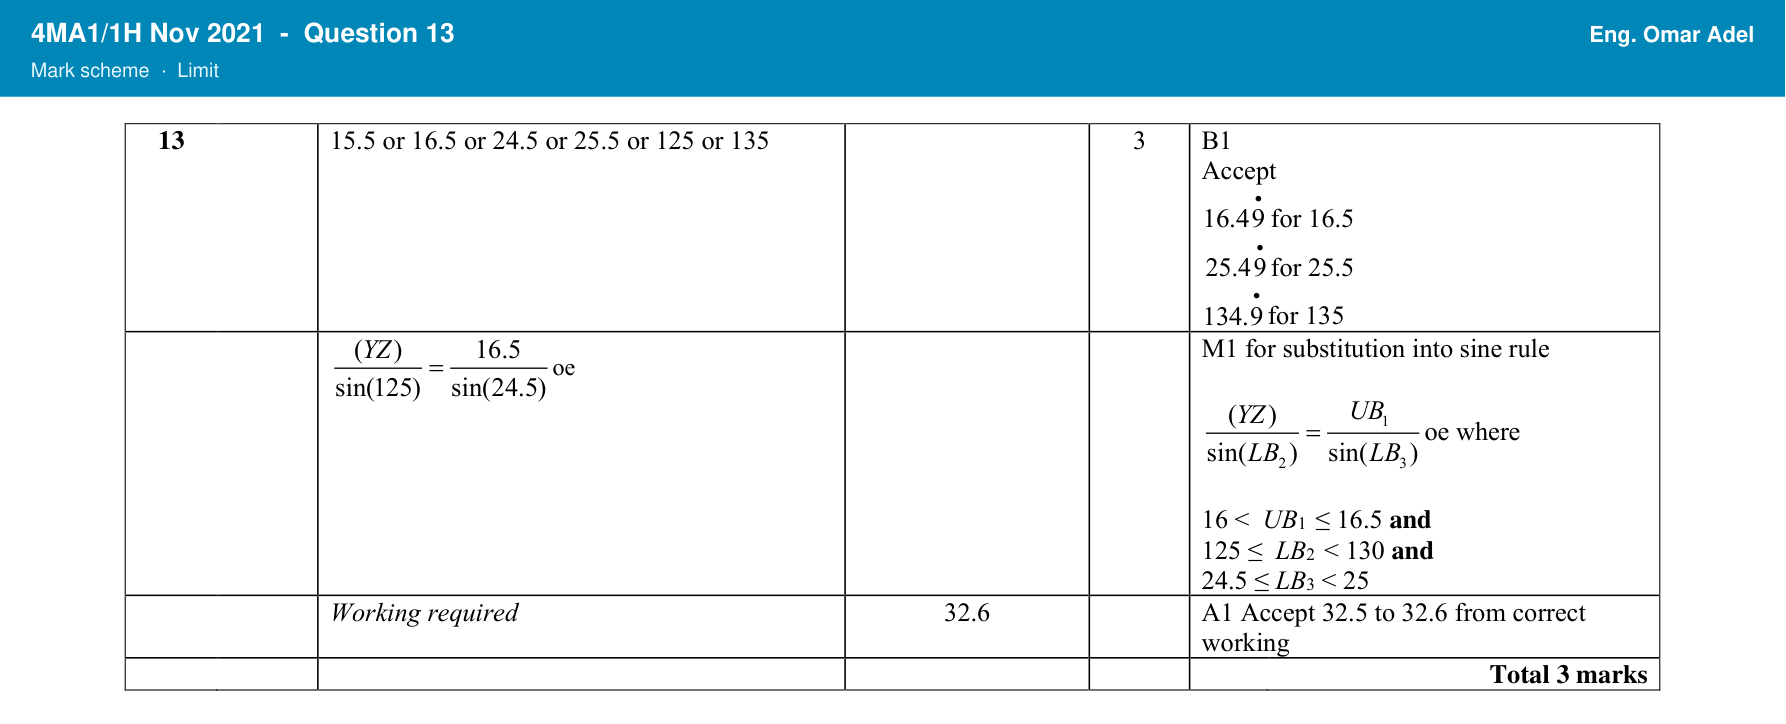 4MA1/1H Nov 2021 - Question 13
Eng. Omar Adel
Mark scheme · Limit
13
15.5 or 16.5 or 24.5 or 25.5 or 125 or 135
3
B1
Accept
16.49̇ for 16.5
25.49̇ for 25.5
134.9̇ for 135
(YZ)/sin(125) = 16.5/sin(24.5) oe
M1 for substitution into sine rule
(YZ)/sin(LB₂) = UB₁/sin(LB₃) oe where
16 < UB₁ ≤ 16.5 and
125 ≤ LB₂ < 130 and
24.5 ≤ LB₃ < 25
Working required
32.6
A1 Accept 32.5 to 32.6 from correct
working
Total 3 marks